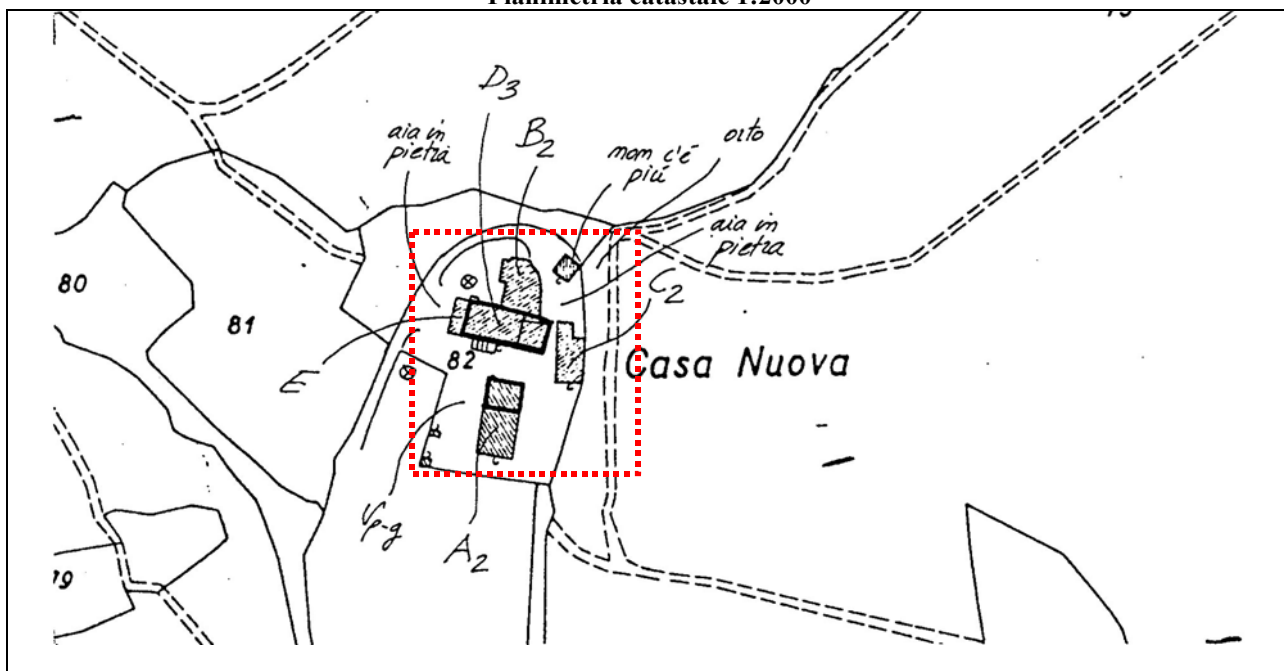 Planimetria catastale 1:2000
D3
aia in
pietra
B2
non c'è
più
orto
aia in
pietra
C2
80
81
82
E
Casa Nuova
Vp-g
A2